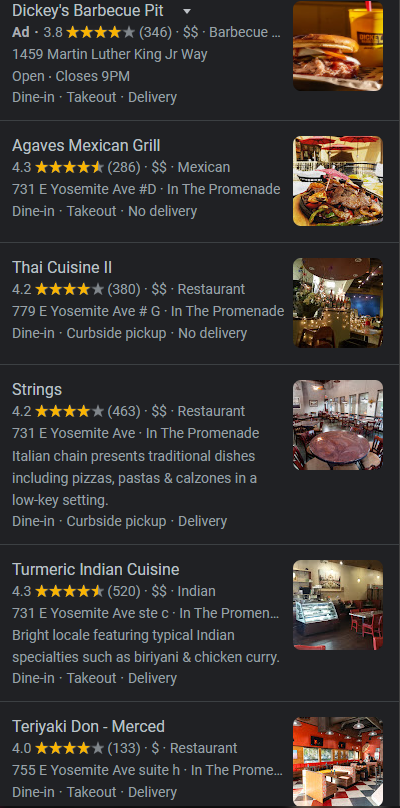 Dickey's Barbecue Pit
Ad · 3.8 (346) · $$ · Barbecue ...
1459 Martin Luther King Jr Way
Open · Closes 9PM
Dine-in · Takeout · Delivery
Agaves Mexican Grill
4.3 (286) · $$ · Mexican
731 E Yosemite Ave #D · In The Promenade
Dine-in · Takeout · No delivery
Thai Cuisine II
4.2 (380) · $$ · Restaurant
779 E Yosemite Ave # G · In The Promenade
Dine-in · Curbside pickup · No delivery
Strings
4.2 (463) · $$ · Restaurant
731 E Yosemite Ave · In The Promenade
Italian chain presents traditional dishes
including pizzas, pastas & calzones in a
low-key setting.
Dine-in · Curbside pickup · Delivery
Turmeric Indian Cuisine
4.3 (520) · $$ · Indian
731 E Yosemite Ave ste c · In The Promen...
Bright locale featuring typical Indian
specialties such as biriyani & chicken curry.
Dine-in · Takeout · Delivery
Teriyaki Don - Merced
4.0 (133) · $ · Restaurant
755 E Yosemite Ave suite h · In The Prome...
Dine-in · Takeout · Delivery